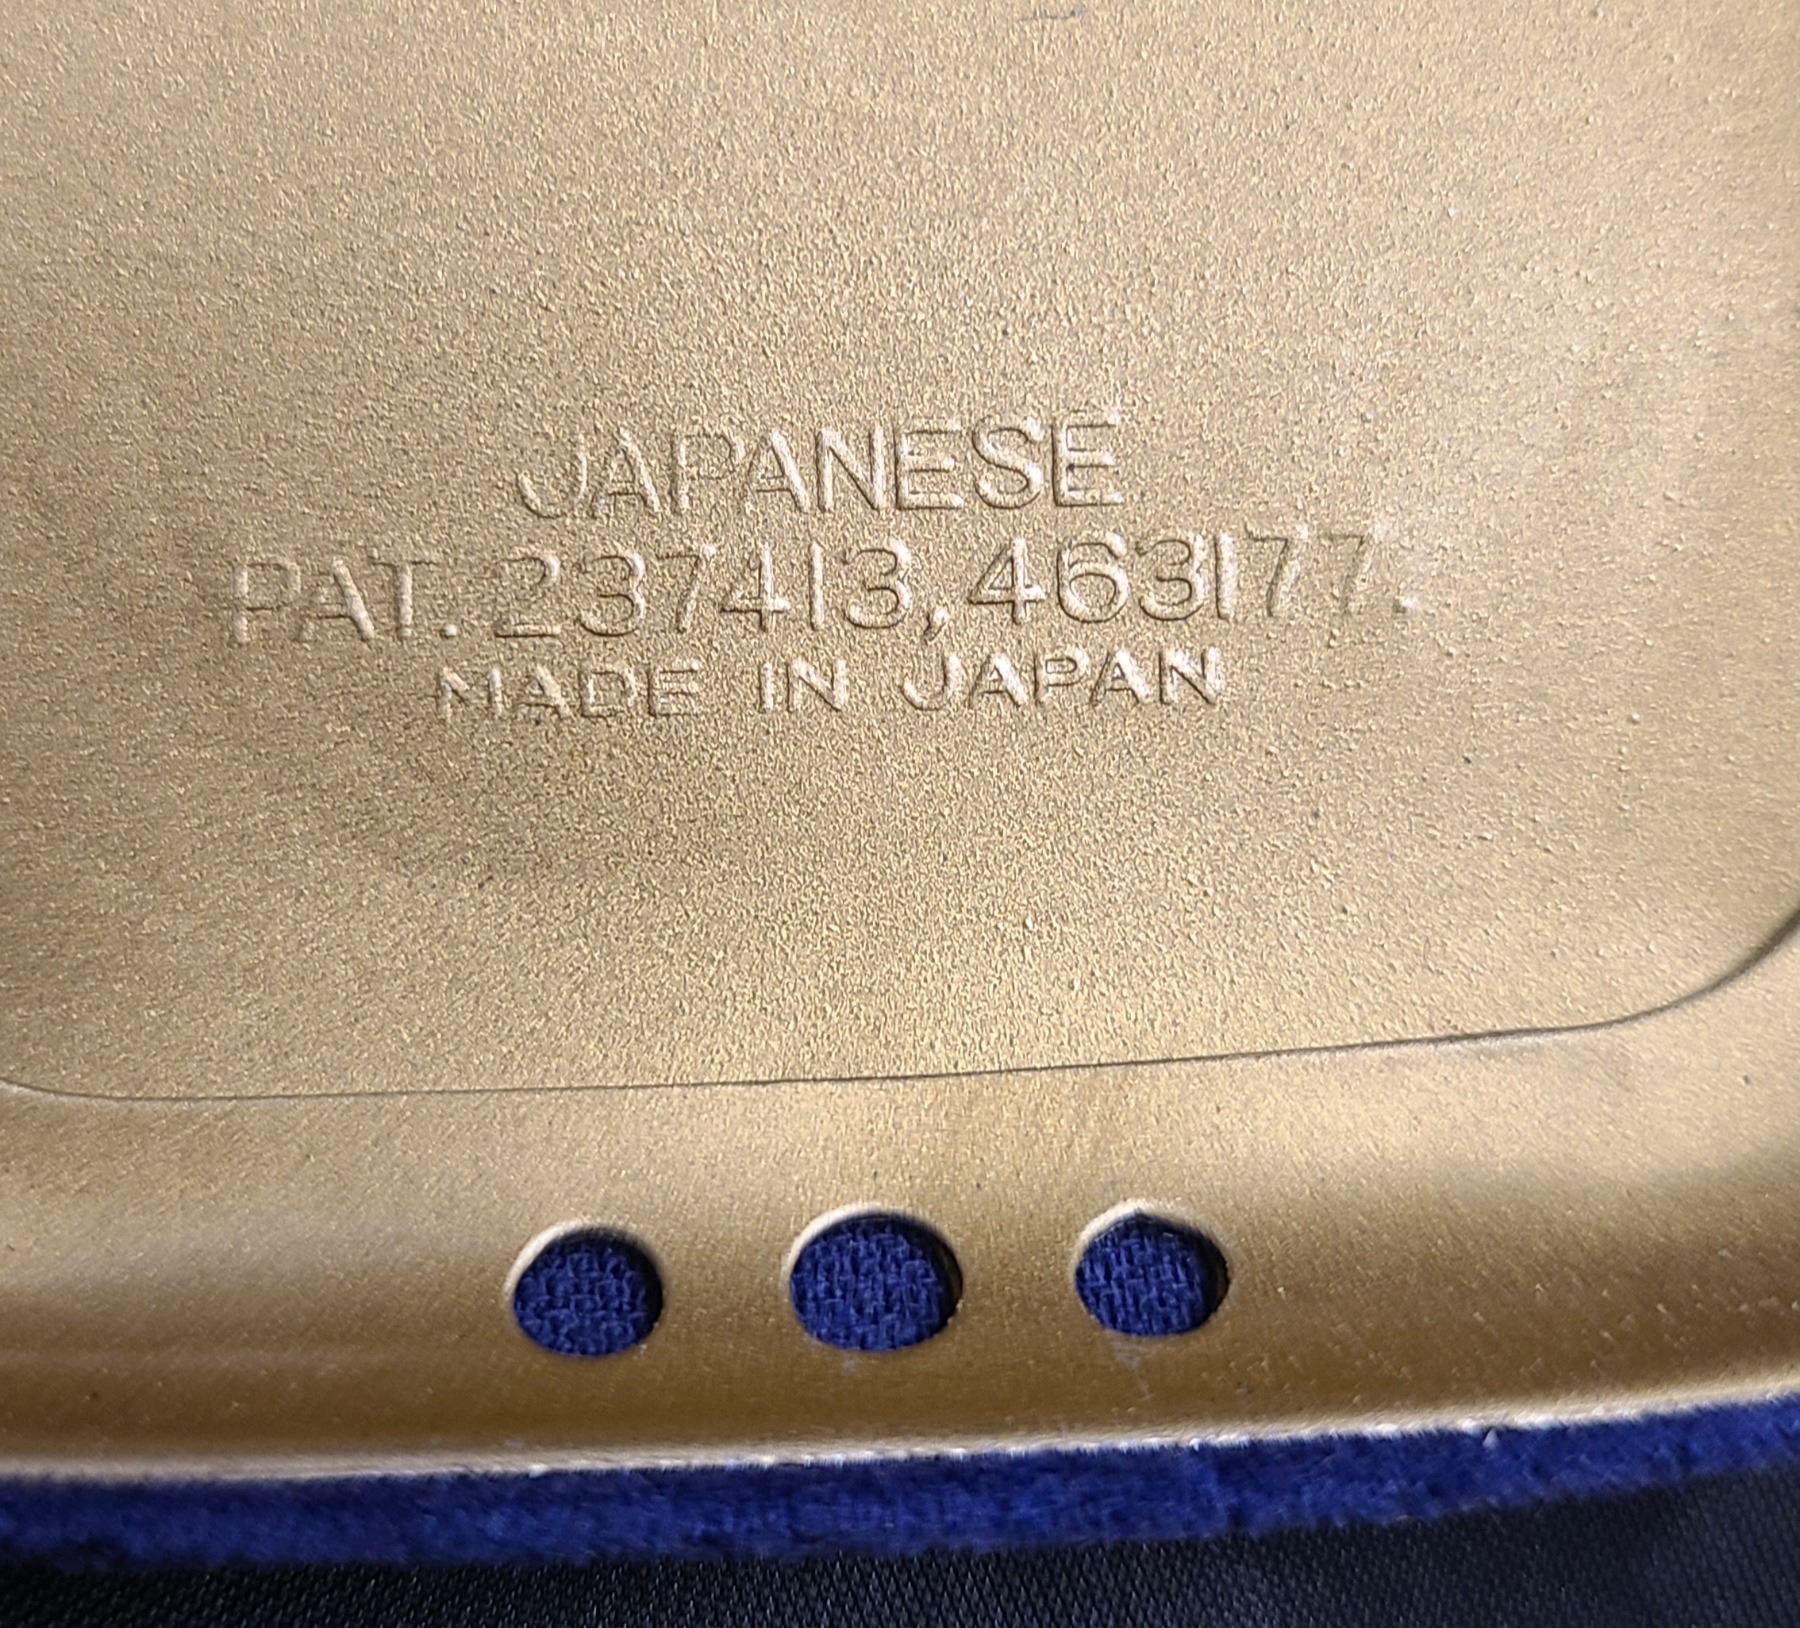 JAPANESE
PAT. 237413, 463177.
MADE IN JAPAN